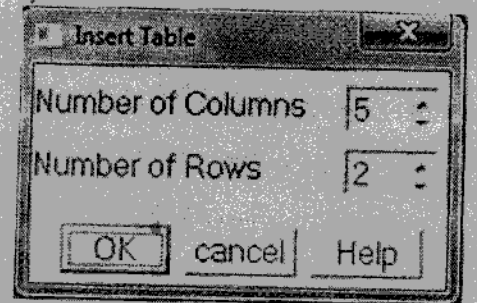 Insert Table
Number of Columns 5
Number of Rows 2
OK cancel Help